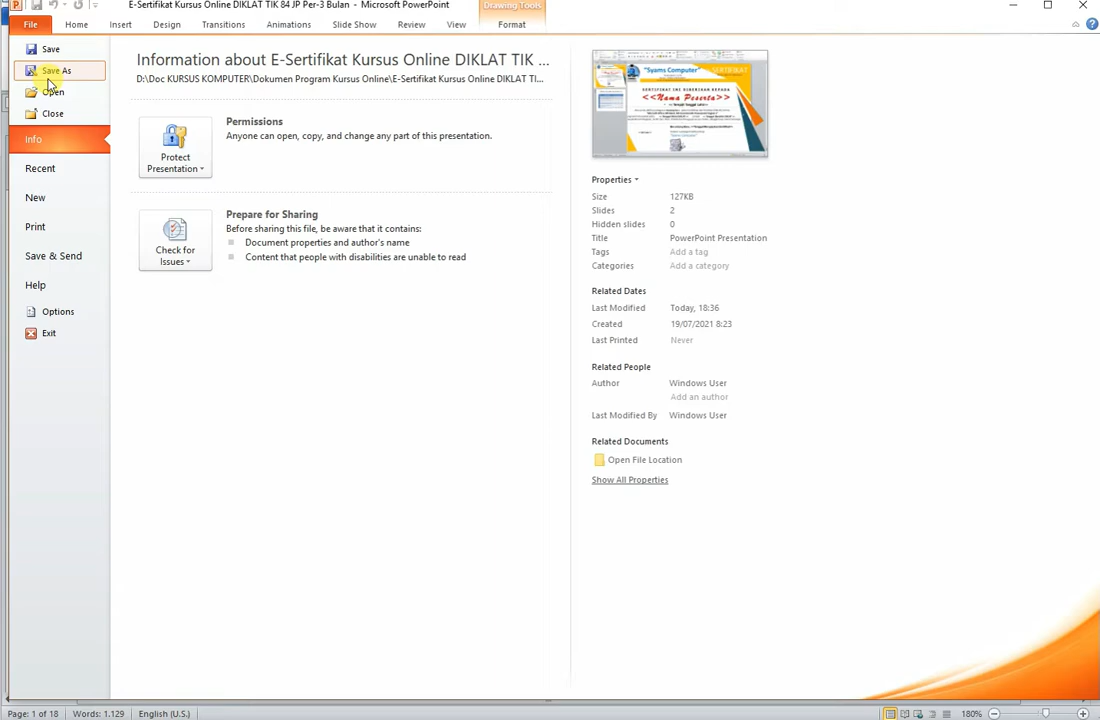 E-Sertifikat Kursus Online DIKLAT TIK 84 JP Per-3 Bulan - Microsoft PowerPoint
Drawing Tools
File Home Insert Design Transitions Animations Slide Show Review View Format
Save
Save As
Open
Close
Info
Recent
New
Print
Save & Send
Help
Options
Exit
Information about E-Sertifikat Kursus Online DIKLAT TIK ...
D:\Doc KURSUS KOMPUTER\Dokumen Program Kursus Online\E-Sertifikat Kursus Online DIKLAT TI...
Protect
Presentation
Permissions
Anyone can open, copy, and change any part of this presentation.
Check for
Issues
Prepare for Sharing
Before sharing this file, be aware that it contains:
Document properties and author's name
Content that people with disabilities are unable to read
"Syams Computer"
SERTIFIKAT INI DIBERIKAN KEPADA
<<Nama Peserta>>
Properties
Size 127KB
Slides 2
Hidden slides 0
Title PowerPoint Presentation
Tags Add a tag
Categories Add a category
Related Dates
Last Modified Today, 18:36
Created 19/07/2021 8:23
Last Printed Never
Related People
Author Windows User
Add an author
Last Modified By Windows User
Related Documents
Open File Location
Show All Properties
Page: 1 of 18 Words: 1.129 English (U.S.) 180%